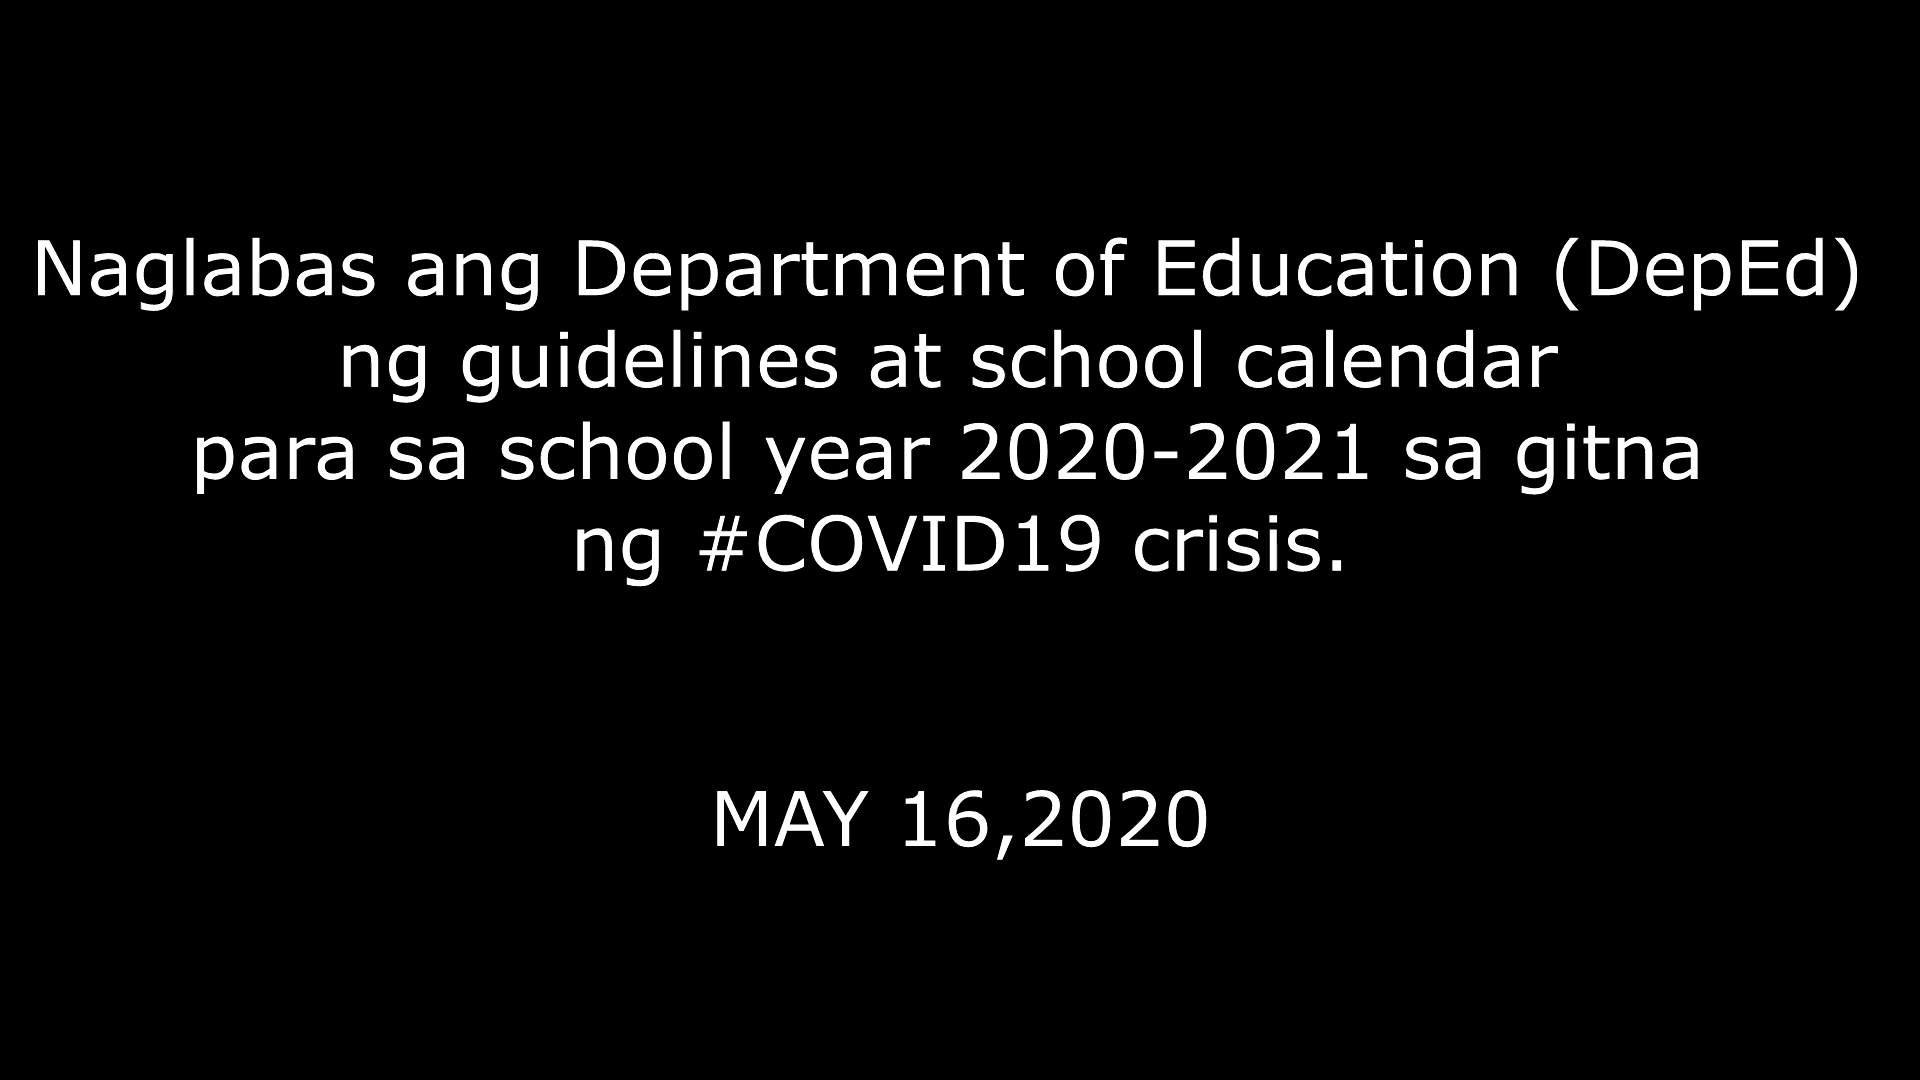 Naglabas ang Department of Education (DepEd)
ng guidelines at school calendar
para sa school year 2020-2021 sa gitna
ng #COVID19 crisis.
MAY 16,2020